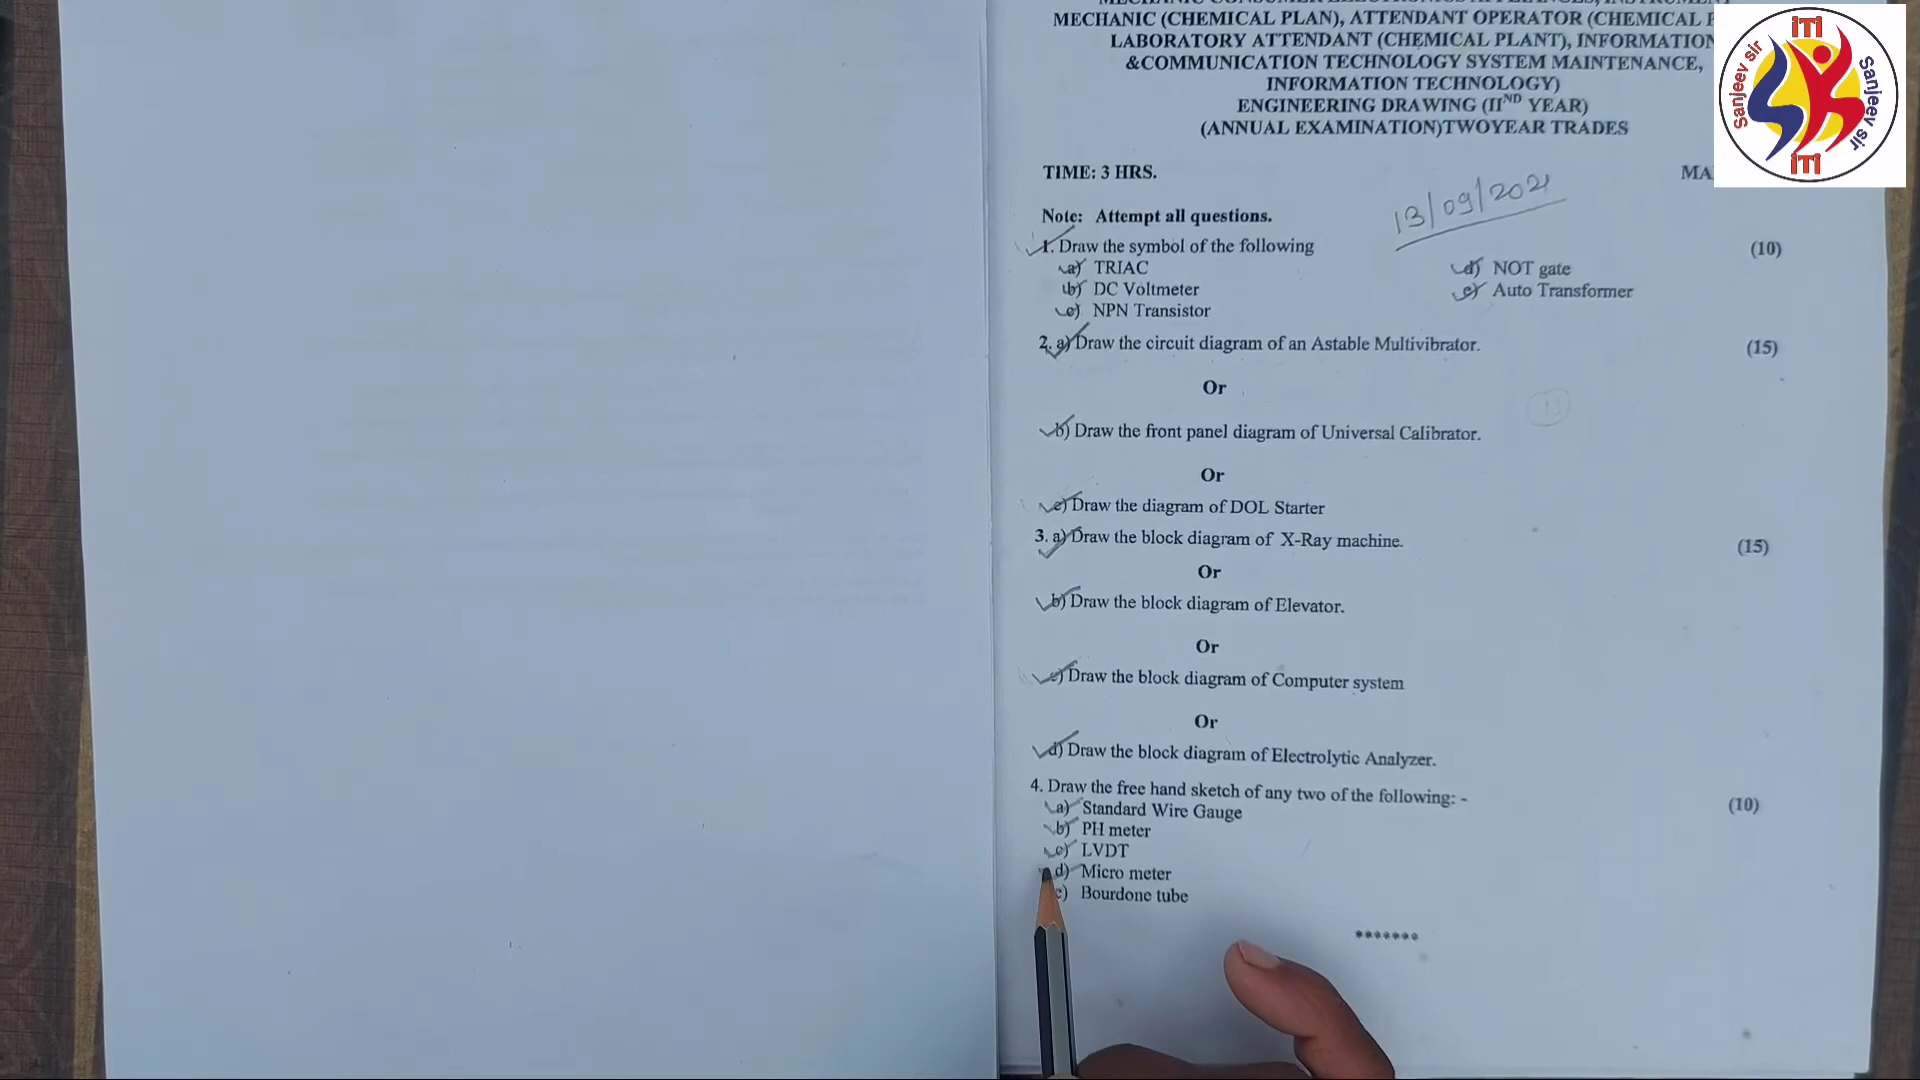 MECHANIC CONSUMER ELECTRONICS APPLIANCES, INSTRUMENT
MECHANIC (CHEMICAL PLAN), ATTENDANT OPERATOR (CHEMICAL
LABORATORY ATTENDANT (CHEMICAL PLANT), INFORMATION
&COMMUNICATION TECHNOLOGY SYSTEM MAINTENANCE,
INFORMATION TECHNOLOGY)
ENGINEERING DRAWING (IIND YEAR)
(ANNUAL EXAMINATION)TWOYEAR TRADES
iTi
Sanjeev sir
Sanjeev sir
iTi
TIME: 3 HRS.
13/09/2021
Note: Attempt all questions.
1. Draw the symbol of the following (10)
a) TRIAC d) NOT gate
b) DC Voltmeter e) Auto Transformer
c) NPN Transistor
2. a) Draw the circuit diagram of an Astable Multivibrator. (15)
Or
b) Draw the front panel diagram of Universal Calibrator.
Or
c) Draw the diagram of DOL Starter
3. a) Draw the block diagram of X-Ray machine. (15)
Or
b) Draw the block diagram of Elevator.
Or
c) Draw the block diagram of Computer system
Or
d) Draw the block diagram of Electrolytic Analyzer.
4. Draw the free hand sketch of any two of the following: - (10)
a) Standard Wire Gauge
b) PH meter
c) LVDT
d) Micro meter
e) Bourdone tube
*******